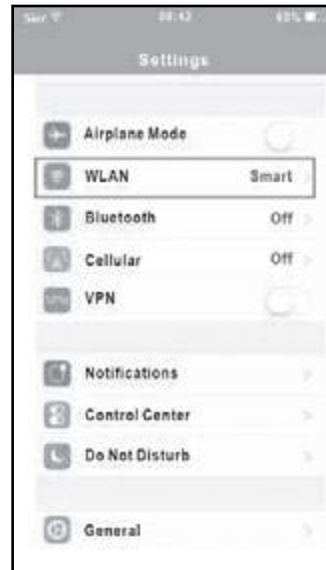 Settings
Airplane Mode
WLAN Smart
Bluetooth Off
Cellular Off
VPN
Notifications
Control Center
Do Not Disturb
General